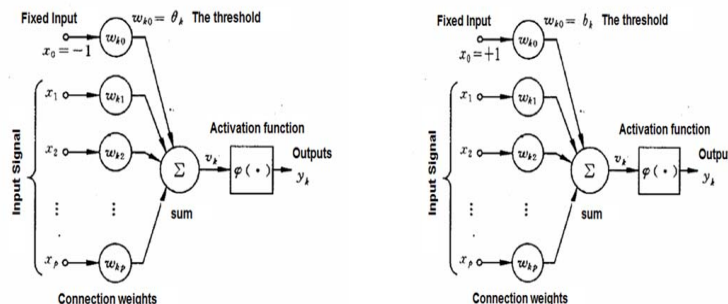 Fixed Input
w_k0 = θ_k The threshold
x_0 = −1
w_k0
x_1
w_k1
x_2
w_k2
⋮
⋮
x_p
w_kp
Input Signal
Σ
sum
v_k
Activation function
φ(·)
Outputs
y_k
Connection weights
Fixed Input
w_k0 = b_k The threshold
x_0 = +1
w_k0
x_1
w_k1
x_2
w_k2
⋮
⋮
x_p
w_kp
Input Signal
Σ
sum
v_k
Activation function
φ(·)
Output
y_k
Connection weights